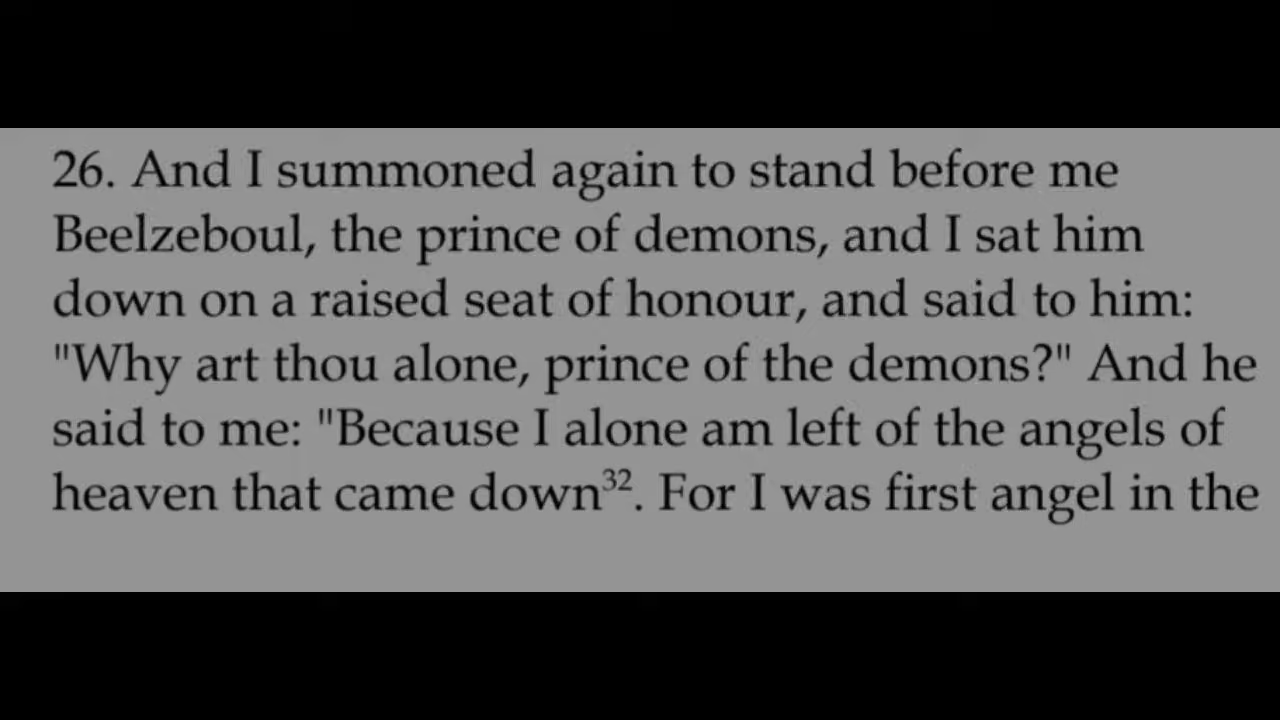 26. And I summoned again to stand before me
Beelzeboul, the prince of demons, and I sat him
down on a raised seat of honour, and said to him:
"Why art thou alone, prince of the demons?" And he
said to me: "Because I alone am left of the angels of
heaven that came down³². For I was first angel in the